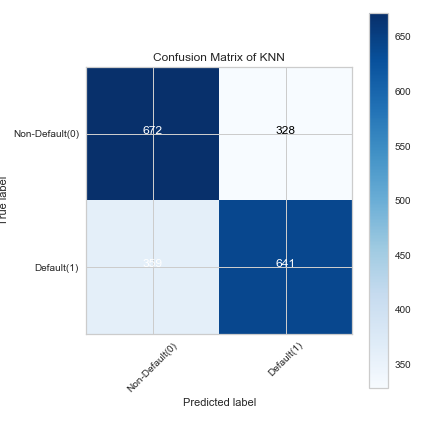 Confusion Matrix of KNN
650
600
550
500
450
400
350
True label
Non-Default(0)
672
328
Default(1)
359
641
Non-Default(0)
Default(1)
Predicted label